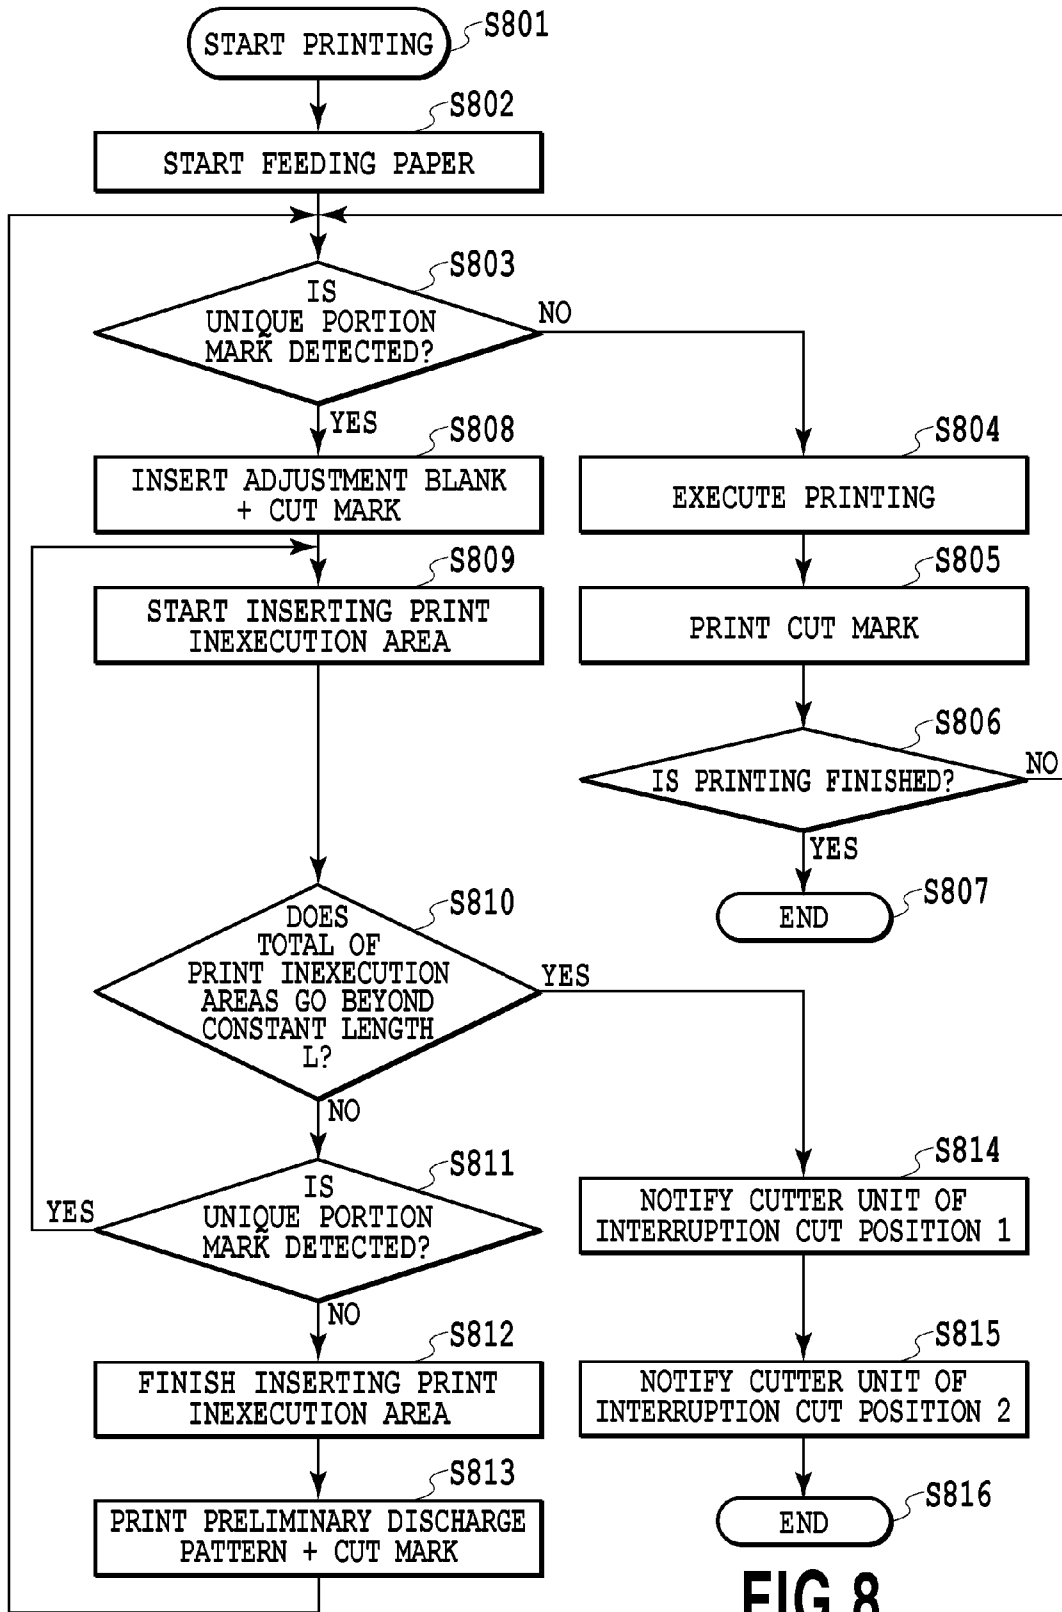 START PRINTING
S801
S802
START FEEDING PAPER
S803
IS
UNIQUE PORTION
MARK DETECTED?
NO
YES
S808
INSERT ADJUSTMENT BLANK
+ CUT MARK
S804
EXECUTE PRINTING
S809
START INSERTING PRINT
INEXECUTION AREA
S805
PRINT CUT MARK
S806
IS PRINTING FINISHED?
NO
YES
S807
END
S810
DOES
TOTAL OF
PRINT INEXECUTION
AREAS GO BEYOND
CONSTANT LENGTH
L?
YES
NO
S811
IS
UNIQUE PORTION
MARK DETECTED?
YES
NO
S814
NOTIFY CUTTER UNIT OF
INTERRUPTION CUT POSITION 1
S812
FINISH INSERTING PRINT
INEXECUTION AREA
S815
NOTIFY CUTTER UNIT OF
INTERRUPTION CUT POSITION 2
S813
PRINT PRELIMINARY DISCHARGE
PATTERN + CUT MARK
S816
END
FIG.8